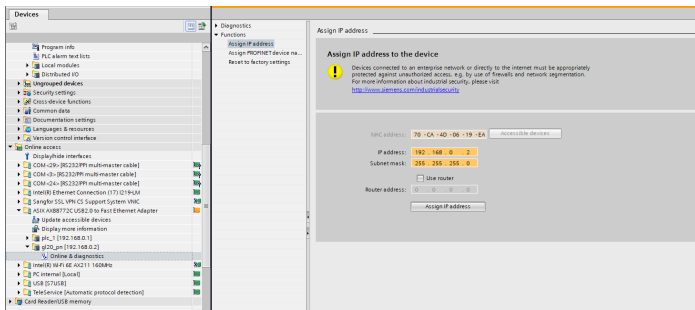 Devices
Program info
PLC alarm text lists
Local modules
Distributed I/O
Ungrouped devices
Security settings
Cross-device functions
Common data
Documentation settings
Languages & resources
Version control interface
Online access
Display/hide interfaces
COM <29> [RS232/PPI multi-master cable]
COM <3> [RS232/PPI multi-master cable]
COM <24> [RS232/PPI multi-master cable]
Intel(R) Ethernet Connection (17) I219-LM
Sangfor SSL VPN CS Support System VNIC
ASIX AX88772C USB2.0 to Fast Ethernet Adapter
Update accessible devices
Display more information
plc_1 [192.168.0.1]
gl20_pn [192.168.0.2]
Online & diagnostics
Intel(R) Wi-Fi 6E AX211 160MHz
PC internal [Local]
USB [S7USB]
TeleService [Automatic protocol detection]
Card Reader/USB memory
Diagnostics
Functions
Assign IP address
Assign PROFINET device na...
Reset to factory settings
Assign IP address
Assign IP address to the device
Devices connected to an enterprise network or directly to the internet must be appropriately
protected against unauthorized access, e.g. by use of firewalls and network segmentation.
For more information about industrial security, please visit
http://www.siemens.com/industrialsecurity
MAC address: 70 -CA -4D -06 -19 -EA Accessible devices
IP address: 192 . 168 . 0 . 2
Subnet mask: 255 . 255 . 255 . 0
Use router
Router address: 0 . 0 . 0 . 0
Assign IP address